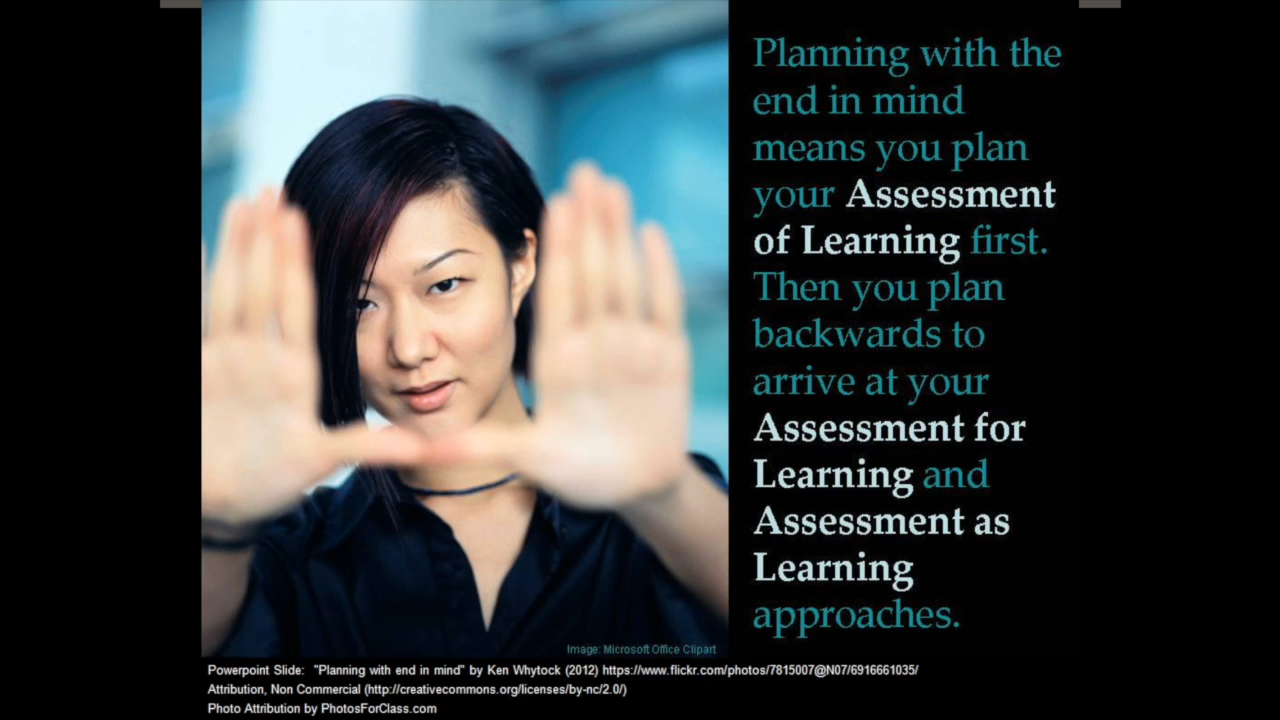 Planning with the
end in mind
means you plan
your Assessment
of Learning first.
Then you plan
backwards to
arrive at your
Assessment for
Learning and
Assessment as
Learning
approaches.
Image: Microsoft Office Clipart
Powerpoint Slide:  "Planning with end in mind" by Ken Whytock (2012) https://www.flickr.com/photos/7815007@N07/6916661035/
Attribution, Non Commercial (http://creativecommons.org/licenses/by-nc/2.0/)
Photo Attribution by PhotosForClass.com